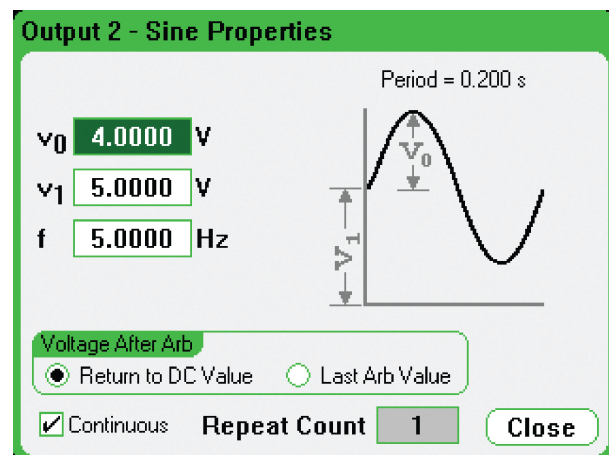 Output 2 - Sine Properties
Period = 0.200 s
v0 4.0000 V
v1 5.0000 V
f 5.0000 Hz
V0
V1
Voltage After Arb
Return to DC Value Last Arb Value
Continuous Repeat Count 1 Close